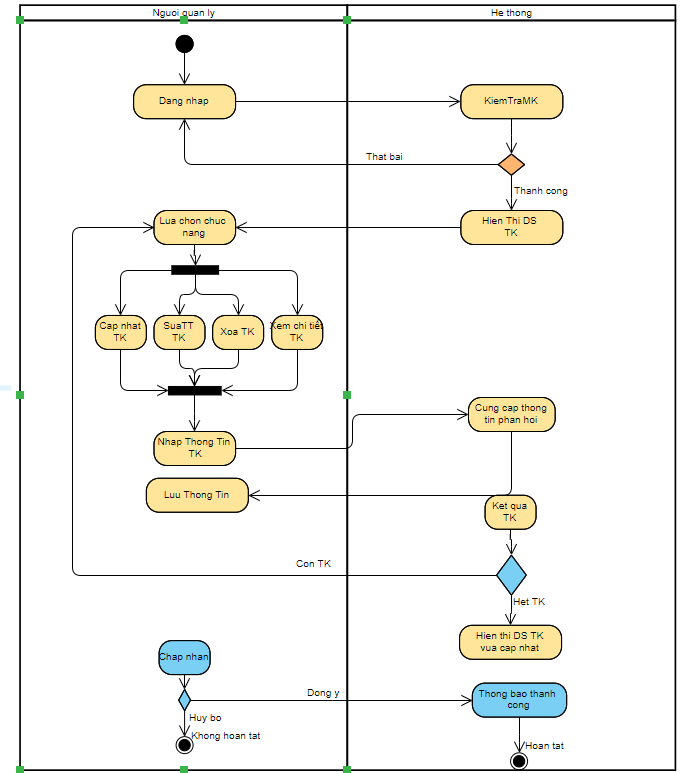 Nguoi quan ly
He thong
Dang nhap
KiemTraMK
That bai
Thanh cong
Lua chon chuc
nang
Hien Thi DS
TK
Cap nhat
TK
SuaTT
TK
Xoa TK
Xem chi tiết
TK
Cung cap thong
tin phan hoi
Nhap Thong Tin
TK
Luu Thong Tin
Ket qua
TK
Con TK
Het TK
Hien thi DS TK
vua cap nhat
Chap nhan
Dong y
Thong bao thanh
cong
Huy bo
Khong hoan tat
Hoan tat